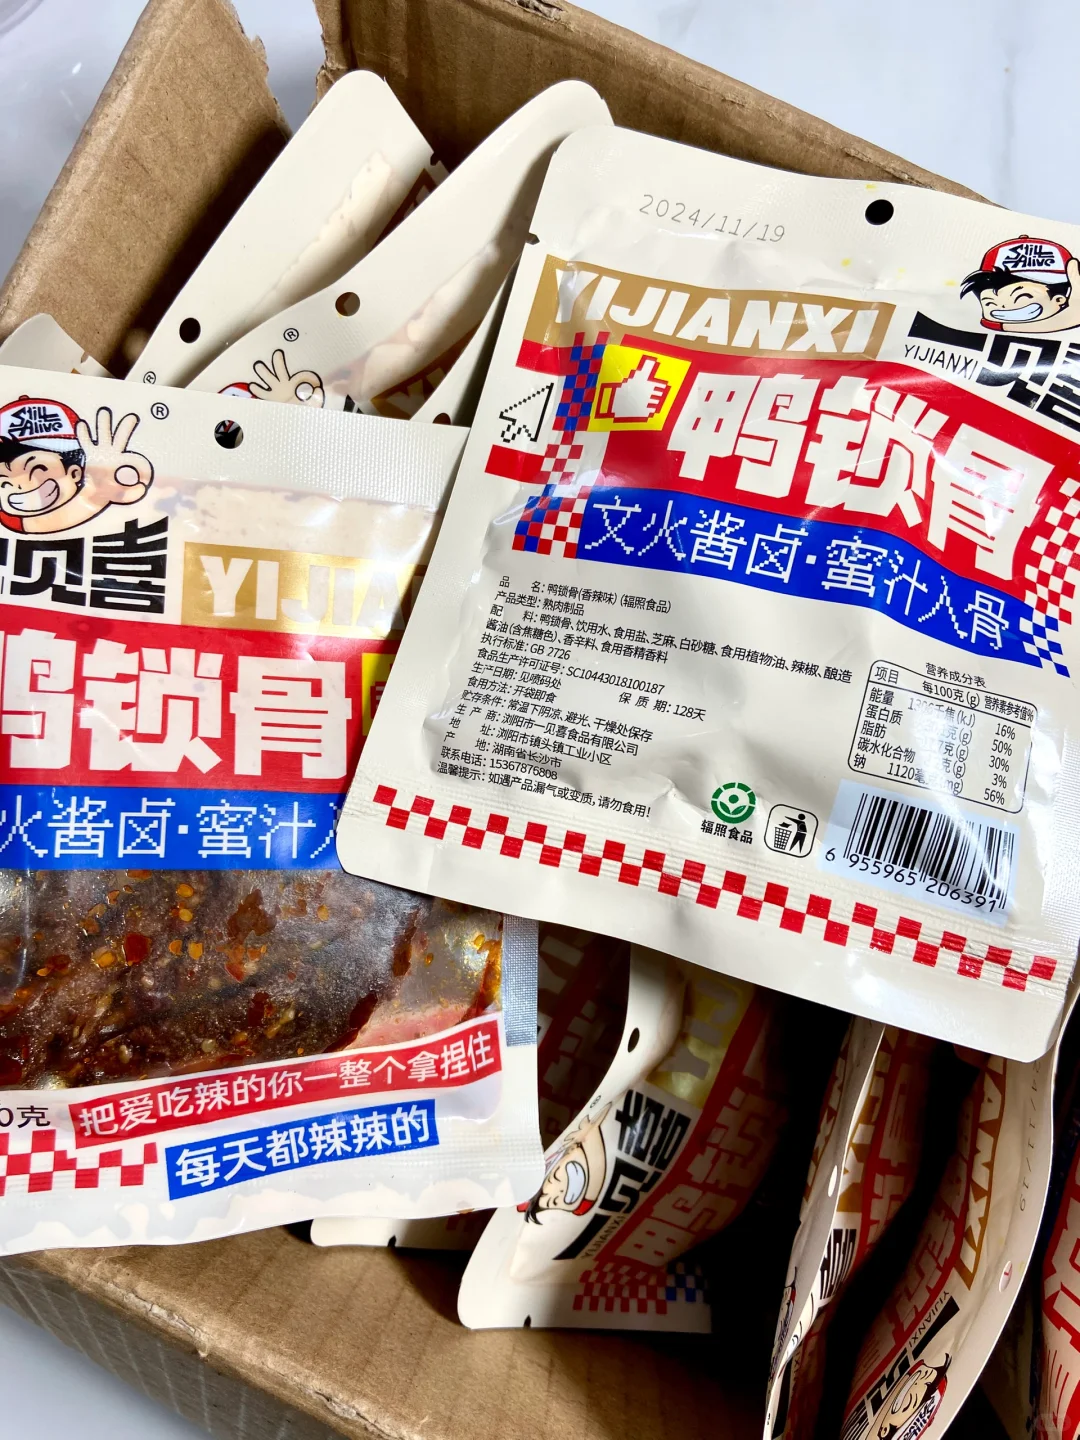 2024/11/19
Still Alive
YIJIANXI
YIJIANXI
一见喜
鸭锁骨
文火酱卤·蜜汁入骨
品 名:鸭锁骨(香辣味)(辐照食品)
产品类型:熟肉制品
配 料:鸭锁骨、饮用水、食用盐、芝麻、白砂糖、食用植物油、辣椒、酿造
酱油(含焦糖色)、香辛料、食用香精香料
执行标准:GB 2726
食品生产许可证号:SC10443018100187
生产日期:见喷码处 保 质 期:128天
食用方法:开袋即食
贮存条件:常温下阴凉、避光、干燥处保存
生 产 商:浏阳市一见喜食品有限公司
地 址:浏阳市镇头镇工业小区
产 地:湖南省长沙市
联系电话:15367876808
温馨提示:如遇产品漏气或变质,请勿食用!
营养成分表
项目 每100克(g) 营养素参考值%
能量 (kJ) 16%
蛋白质 (g) 50%
脂肪 (g) 30%
碳水化合物 (g) 3%
钠 1120毫 56%
辐照食品
6 955965 206391
®
®
Still Alive
®
一见喜
YIJIA
鸭锁骨
火酱卤·蜜汁
0克
把爱吃辣的你一整个拿捏住
每天都辣辣的
YIJIANXI
YIJIANXI